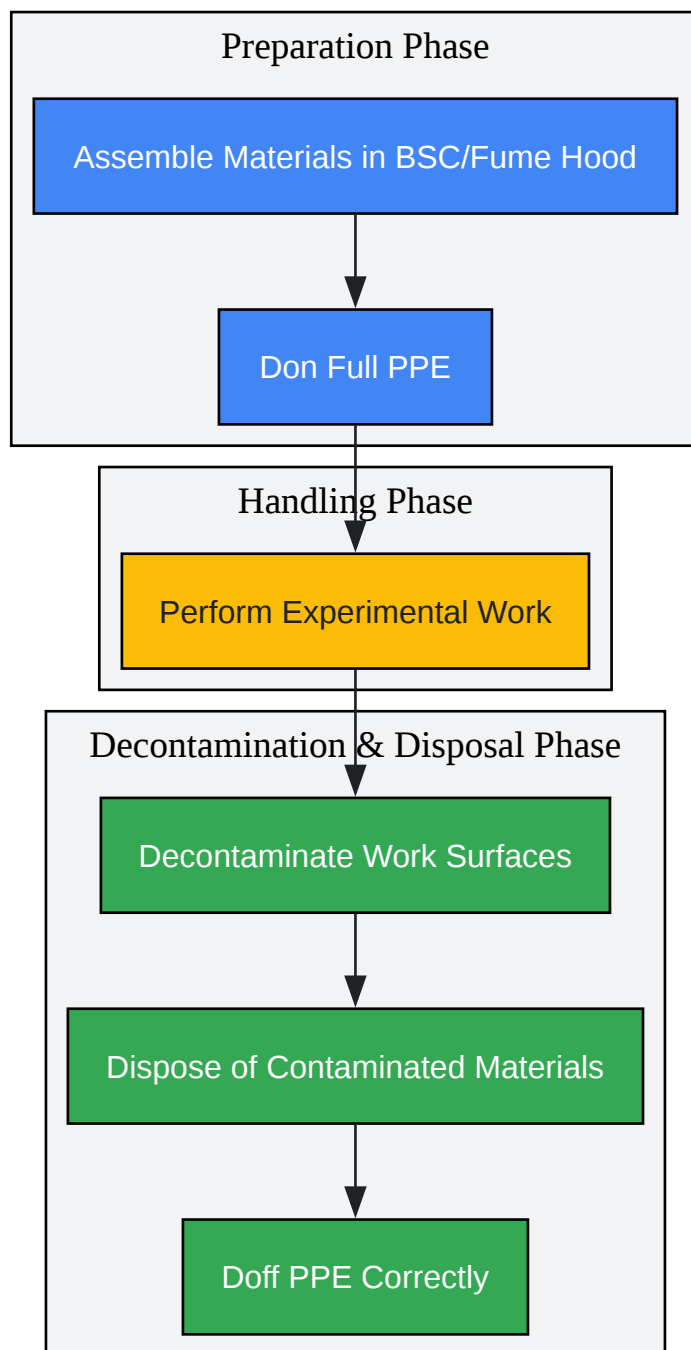 Preparation Phase
Assemble Materials in BSC/Fume Hood
Don Full PPE
Handling Phase
Perform Experimental Work
Decontamination & Disposal Phase
Decontaminate Work Surfaces
Dispose of Contaminated Materials
Doff PPE Correctly